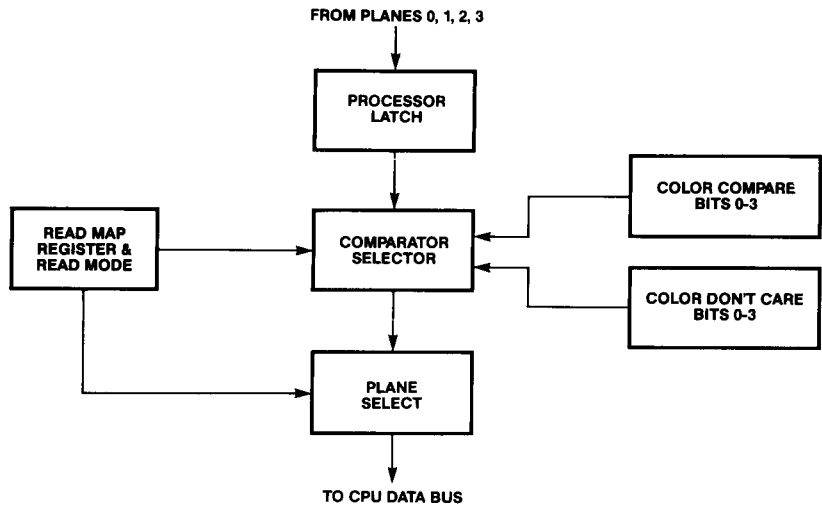 FROM PLANES 0, 1, 2, 3
PROCESSOR
LATCH
COLOR COMPARE
BITS 0-3
READ MAP
REGISTER &
READ MODE
COMPARATOR
SELECTOR
COLOR DON'T CARE
BITS 0-3
PLANE
SELECT
TO CPU DATA BUS